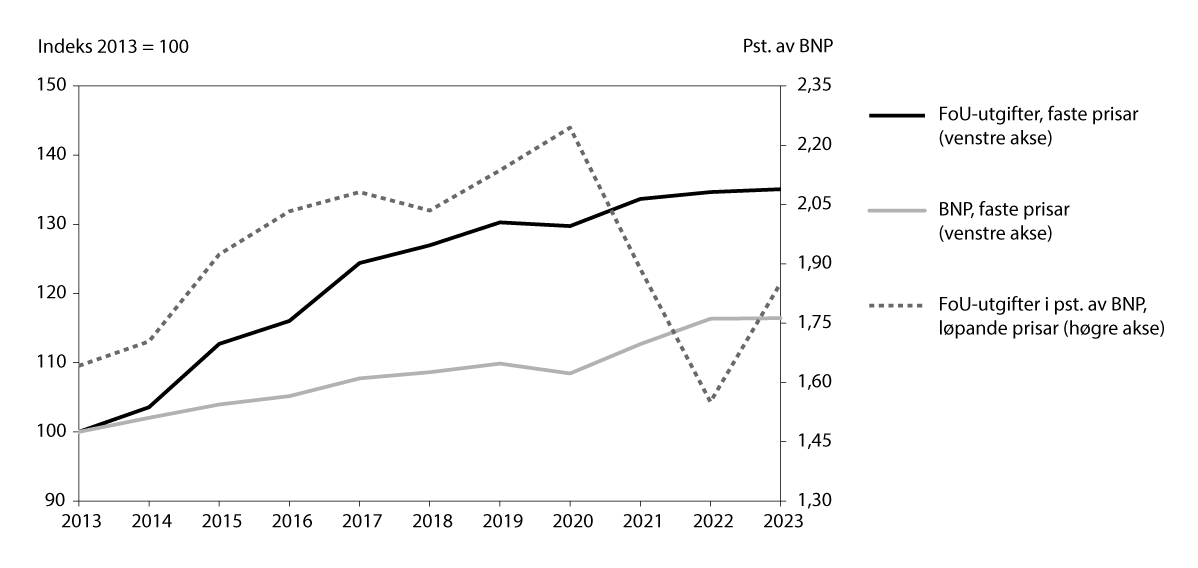 Indeks 2013 = 100
Pst. av BNP
150
140
130
120
110
100
90
2,35
2,20
2,05
1,90
1,75
1,60
1,45
1,30
2013 2014 2015 2016 2017 2018 2019 2020 2021 2022 2023
FoU-utgifter, faste prisar
(venstre akse)
BNP, faste prisar
(venstre akse)
FoU-utgifter i pst. av BNP,
løpande prisar (høgre akse)